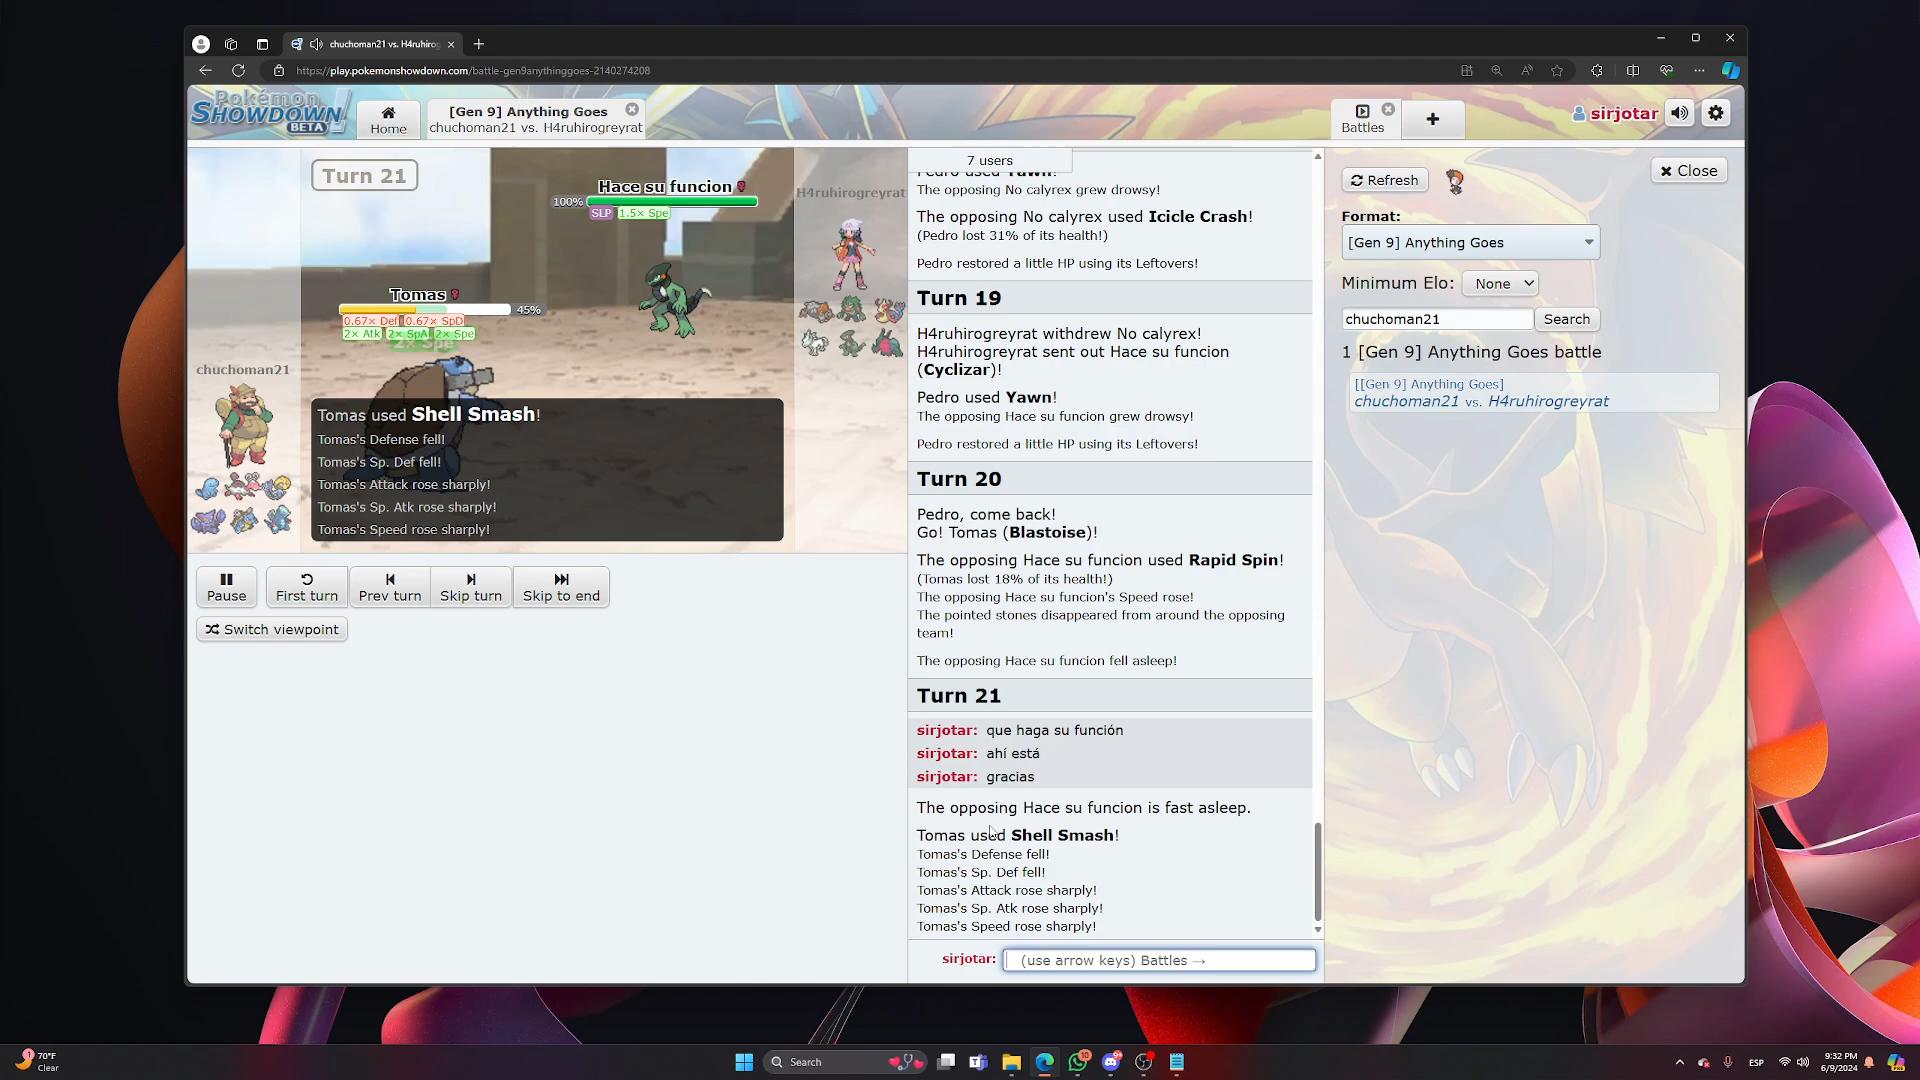 chuchoman21 vs. H4ruhirog
https://play.pokemonshowdown.com/battle-gen9anythinggoes-2140274208
Pokémon
SHOWDOWN!
BETA
Home
[Gen 9] Anything Goes
chuchoman21 vs. H4ruhirogreyrat
Battles
sirjotar
Turn 21
Hace su funcion
100%
SLP 1.5× Spe
Tomas
45%
0.67× Def 0.67× SpD
2× Atk 2× SpA 2× Spe
2× Spe
H4ruhirogreyrat
chuchoman21
Tomas used Shell Smash!
Tomas's Defense fell!
Tomas's Sp. Def fell!
Tomas's Attack rose sharply!
Tomas's Sp. Atk rose sharply!
Tomas's Speed rose sharply!
Pause
First turn
Prev turn
Skip turn
Skip to end
Switch viewpoint
7 users
Pedro used Yawn!
The opposing No calyrex grew drowsy!
The opposing No calyrex used Icicle Crash!
(Pedro lost 31% of its health!)
Pedro restored a little HP using its Leftovers!
Turn 19
H4ruhirogreyrat withdrew No calyrex!
H4ruhirogreyrat sent out Hace su funcion
(Cyclizar)!
Pedro used Yawn!
The opposing Hace su funcion grew drowsy!
Pedro restored a little HP using its Leftovers!
Turn 20
Pedro, come back!
Go! Tomas (Blastoise)!
The opposing Hace su funcion used Rapid Spin!
(Tomas lost 18% of its health!)
The opposing Hace su funcion's Speed rose!
The pointed stones disappeared from around the opposing
team!
The opposing Hace su funcion fell asleep!
Turn 21
sirjotar: que haga su función
sirjotar: ahí está
sirjotar: gracias
The opposing Hace su funcion is fast asleep.
Tomas used Shell Smash!
Tomas's Defense fell!
Tomas's Sp. Def fell!
Tomas's Attack rose sharply!
Tomas's Sp. Atk rose sharply!
Tomas's Speed rose sharply!
sirjotar: (use arrow keys) Battles →
Refresh
Close
Format:
[Gen 9] Anything Goes
Minimum Elo: None
chuchoman21 Search
1 [Gen 9] Anything Goes battle
[[Gen 9] Anything Goes]
chuchoman21 vs. H4ruhirogreyrat
1
70°F
Clear
Search
10
ESP
9:32 PM
6/9/2024